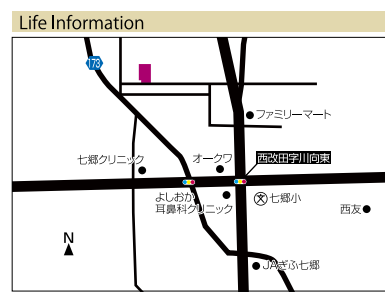 Life Information
173
ファミリーマート
七郷クリニック
オークワ
西改田字川向東
よしおか
耳鼻科クリニック
文
七郷小
西友
N
JAぎふ七郷